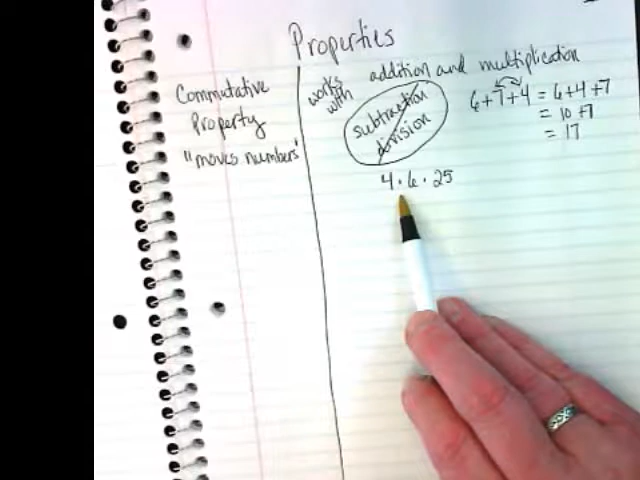 Properties
Commutative
Property
"moves numbers"
works
with
addition and multiplication
subtraction
division
6+7+4 = 6+4+7
= 10+7
= 17
4·6·25